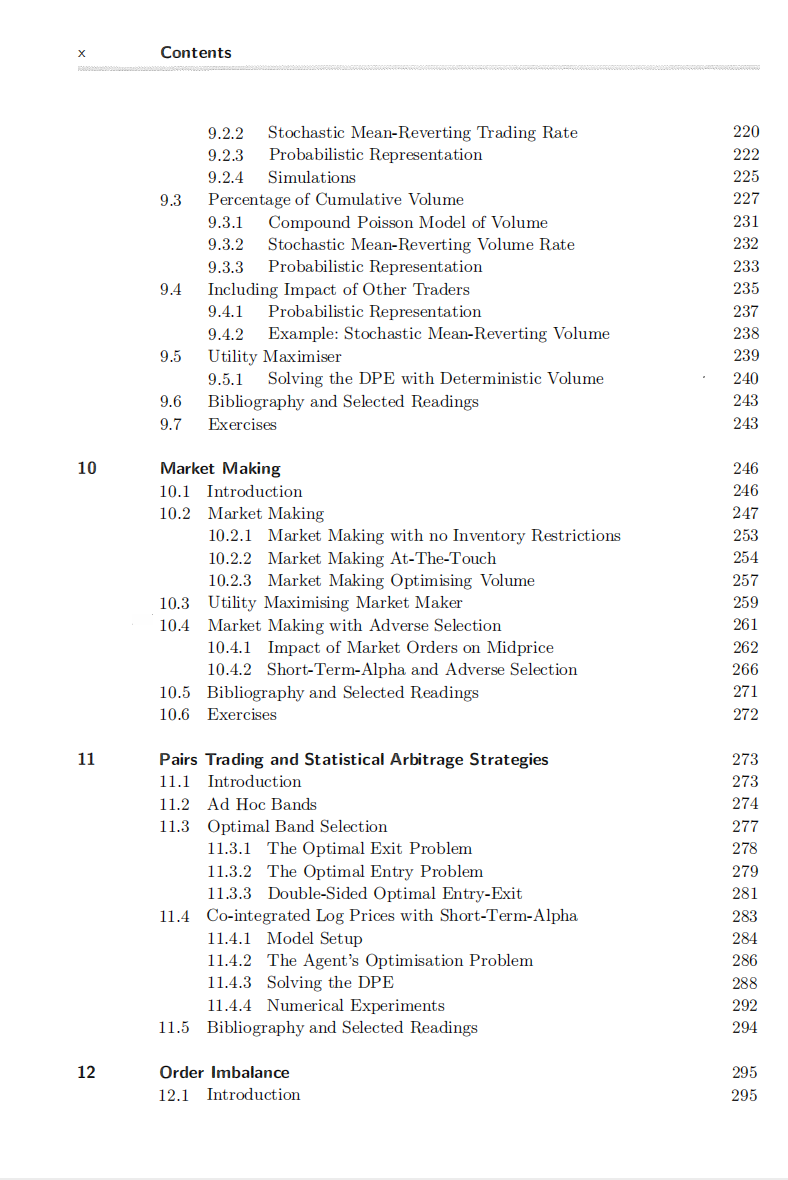 x Contents
9.2.2 Stochastic Mean-Reverting Trading Rate 220
9.2.3 Probabilistic Representation 222
9.2.4 Simulations 225
9.3 Percentage of Cumulative Volume 227
9.3.1 Compound Poisson Model of Volume 231
9.3.2 Stochastic Mean-Reverting Volume Rate 232
9.3.3 Probabilistic Representation 233
9.4 Including Impact of Other Traders 235
9.4.1 Probabilistic Representation 237
9.4.2 Example: Stochastic Mean-Reverting Volume 238
9.5 Utility Maximiser 239
9.5.1 Solving the DPE with Deterministic Volume 240
9.6 Bibliography and Selected Readings 243
9.7 Exercises 243
10 Market Making 246
10.1 Introduction 246
10.2 Market Making 247
10.2.1 Market Making with no Inventory Restrictions 253
10.2.2 Market Making At-The-Touch 254
10.2.3 Market Making Optimising Volume 257
10.3 Utility Maximising Market Maker 259
10.4 Market Making with Adverse Selection 261
10.4.1 Impact of Market Orders on Midprice 262
10.4.2 Short-Term-Alpha and Adverse Selection 266
10.5 Bibliography and Selected Readings 271
10.6 Exercises 272
11 Pairs Trading and Statistical Arbitrage Strategies 273
11.1 Introduction 273
11.2 Ad Hoc Bands 274
11.3 Optimal Band Selection 277
11.3.1 The Optimal Exit Problem 278
11.3.2 The Optimal Entry Problem 279
11.3.3 Double-Sided Optimal Entry-Exit 281
11.4 Co-integrated Log Prices with Short-Term-Alpha 283
11.4.1 Model Setup 284
11.4.2 The Agent's Optimisation Problem 286
11.4.3 Solving the DPE 288
11.4.4 Numerical Experiments 292
11.5 Bibliography and Selected Readings 294
12 Order Imbalance 295
12.1 Introduction 295